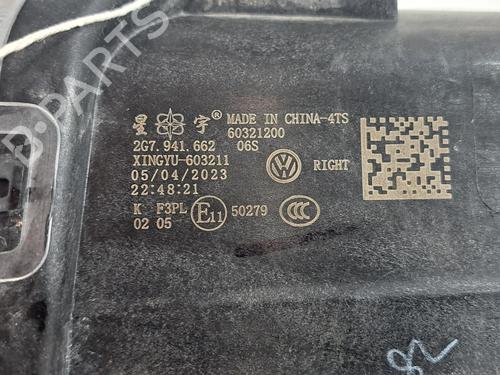 B-PARTS
星宇® MADE IN CHINA-4TS
60321200
2G7.941.662 06S
XINGYU-603211
05/04/2023
22:48:21
VW RIGHT
K F3PL
02 05
E11 50279 CCC